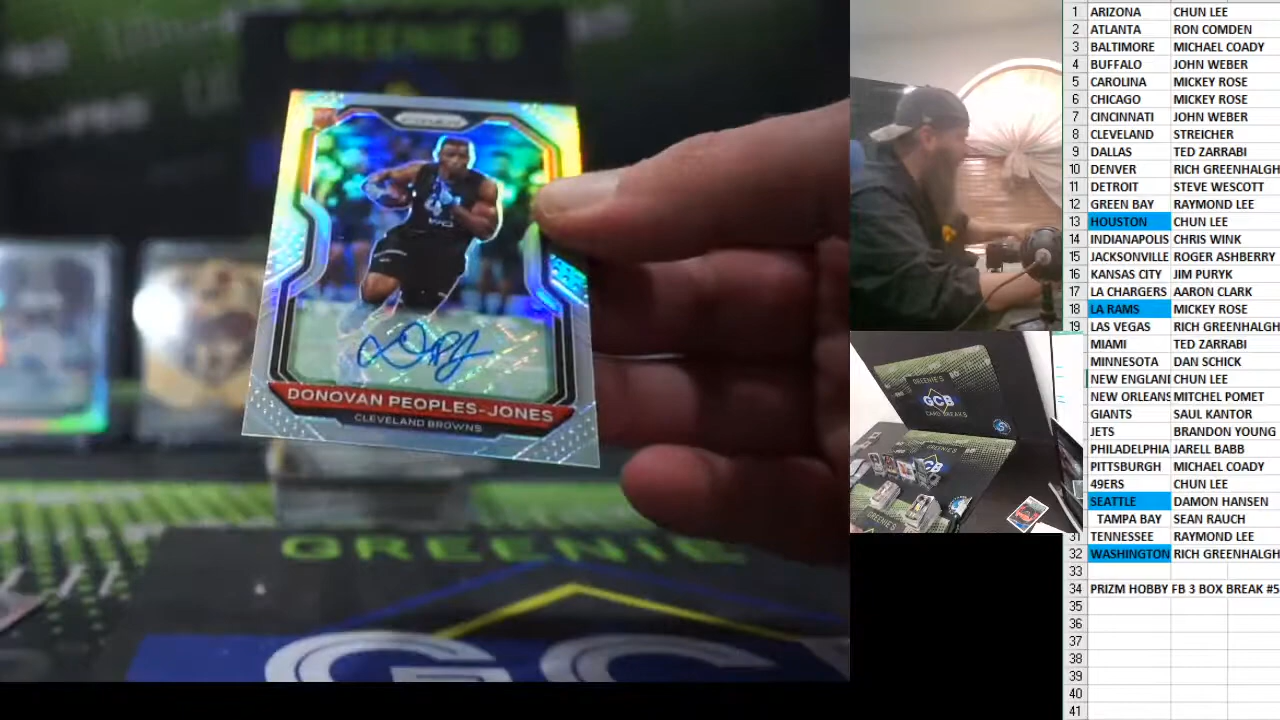 GREENIE'S
PRIZM
DONOVAN PEOPLES-JONES
CLEVELAND BROWNS
GREENIE
GCB
GREENIE'S
GCB
CARD BREAKS
GREENIE'S
1 ARIZONA CHUN LEE
2 ATLANTA RON COMDEN
3 BALTIMORE MICHAEL COADY
4 BUFFALO JOHN WEBER
5 CAROLINA MICKEY ROSE
6 CHICAGO MICKEY ROSE
7 CINCINNATI JOHN WEBER
8 CLEVELAND STREICHER
9 DALLAS TED ZARRABI
10 DENVER RICH GREENHALGH
11 DETROIT STEVE WESCOTT
12 GREEN BAY RAYMOND LEE
13 HOUSTON CHUN LEE
14 INDIANAPOLIS CHRIS WINK
15 JACKSONVILLE ROGER ASHBERRY
16 KANSAS CITY JIM PURYK
17 LA CHARGERS AARON CLARK
18 LA RAMS MICKEY ROSE
19 LAS VEGAS RICH GREENHALGH
MIAMI TED ZARRABI
MINNESOTA DAN SCHICK
NEW ENGLAND CHUN LEE
NEW ORLEANS MITCHEL POMET
GIANTS SAUL KANTOR
JETS BRANDON YOUNG
PHILADELPHIA JARELL BABB
PITTSBURGH MICHAEL COADY
49ERS CHUN LEE
SEATTLE DAMON HANSEN
TAMPA BAY SEAN RAUCH
31 TENNESSEE RAYMOND LEE
32 WASHINGTON RICH GREENHALGH
33
34 PRIZM HOBBY FB 3 BOX BREAK #5
35
36
37
38
39
40
41